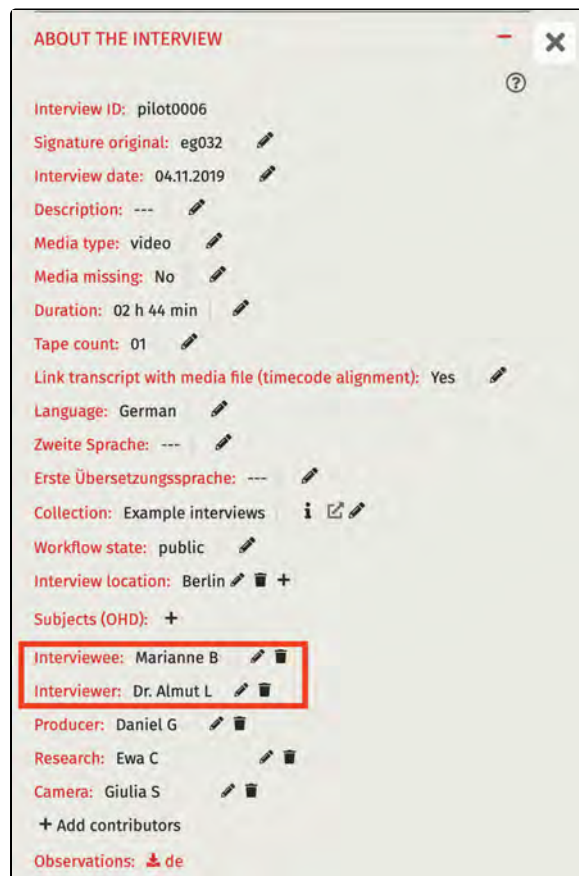 ABOUT THE INTERVIEW
Interview ID: pilot0006
Signature original: eg032
Interview date: 04.11.2019
Description: ---
Media type: video
Media missing: No
Duration: 02 h 44 min
Tape count: 01
Link transcript with media file (timecode alignment): Yes
Language: German
Zweite Sprache: ---
Erste Übersetzungssprache: ---
Collection: Example interviews
Workflow state: public
Interview location: Berlin
Subjects (OHD):
Interviewee: Marianne B
Interviewer: Dr. Almut L
Producer: Daniel G
Research: Ewa C
Camera: Giulia S
+ Add contributors
Observations: de